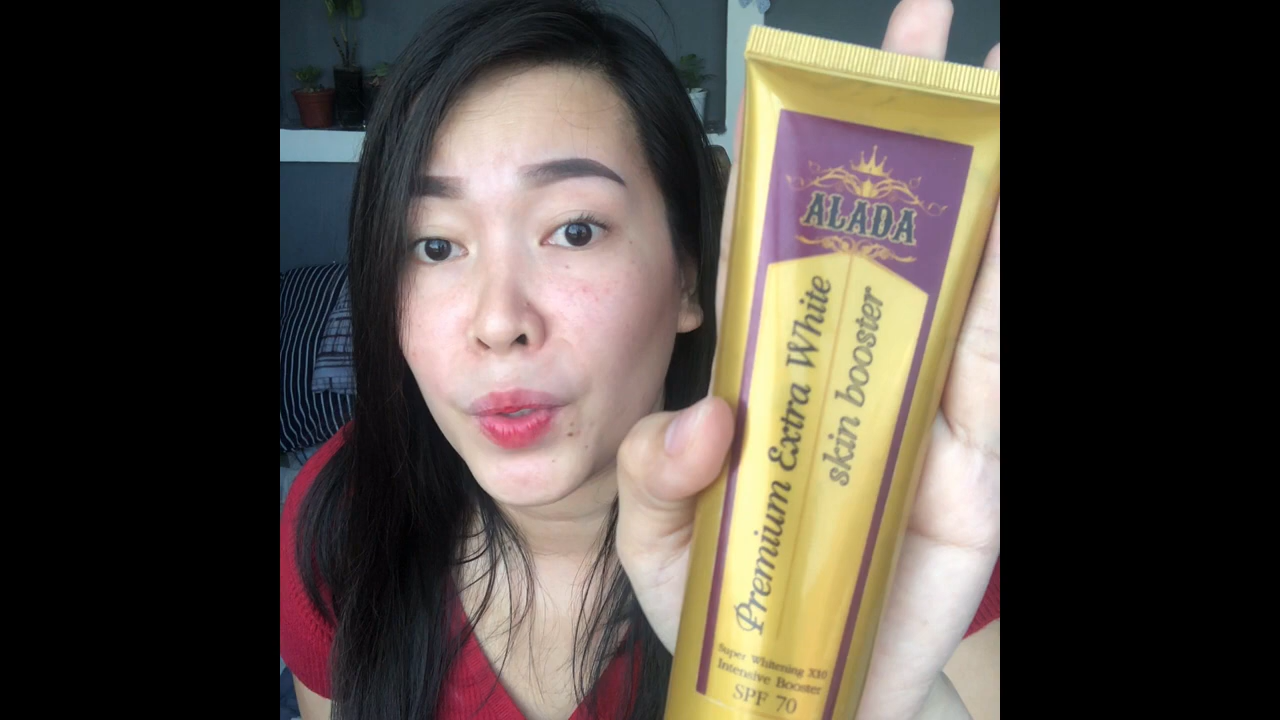 ALADA
Premium Extra White
skin booster
Super Whitening X10
Intensive Booster
SPF 70